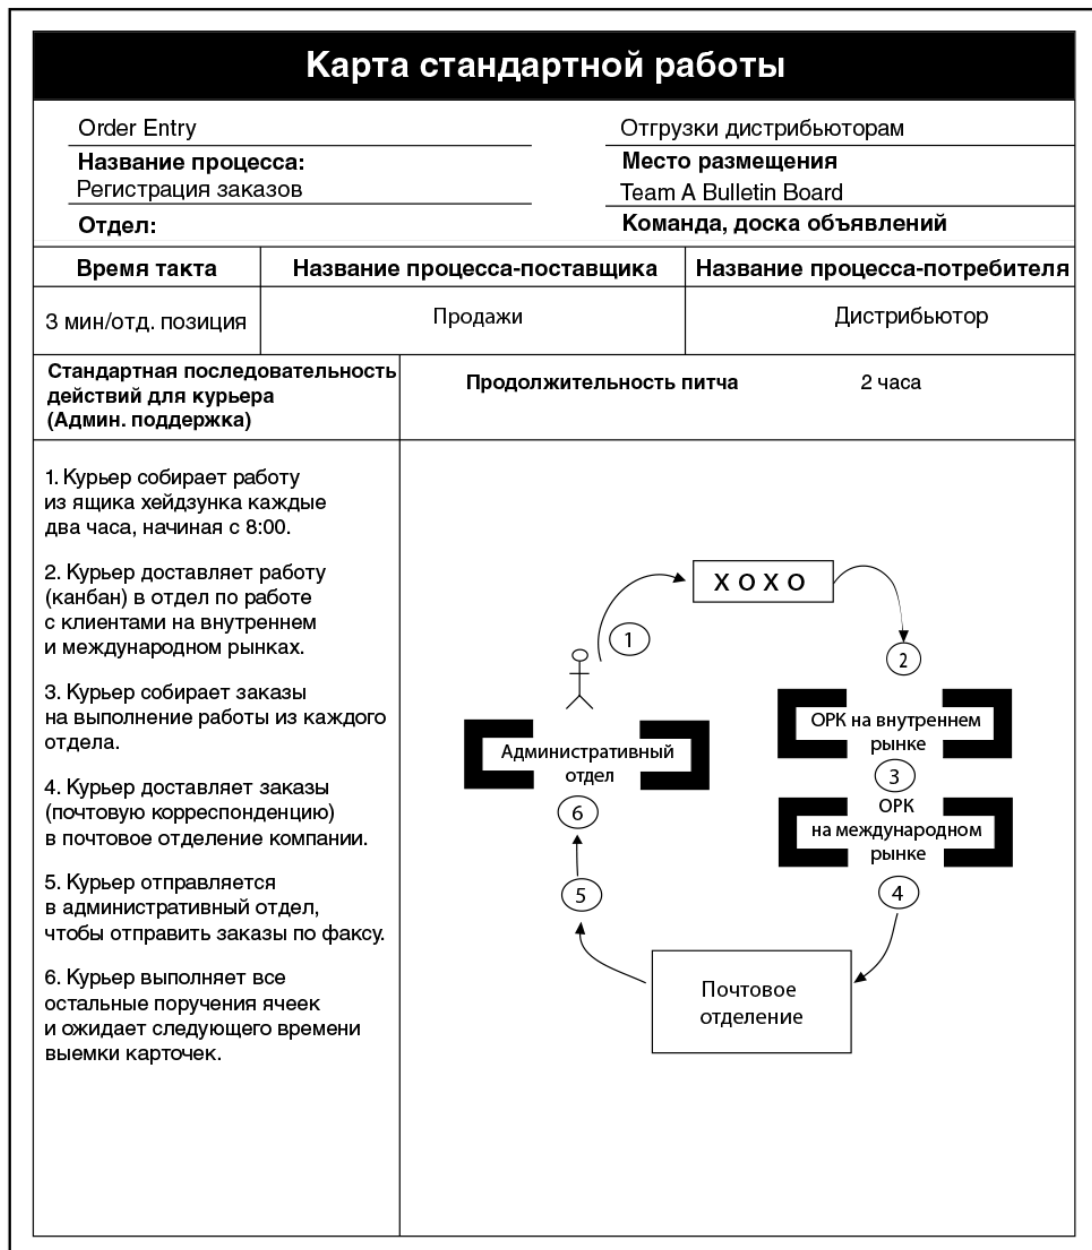 Карта стандартной работы
Order Entry
Название процесса:
Регистрация заказов
Отдел:
Отгрузки дистрибьюторам
Место размещения
Team A Bulletin Board
Команда, доска объявлений
Время такта
Название процесса-поставщика
Название процесса-потребителя
3 мин/отд. позиция
Продажи
Дистрибьютор
Стандартная последовательность
действий для курьера
(Админ. поддержка)
Продолжительность питча 2 часа
1. Курьер собирает работу
из ящика хейдзунка каждые
два часа, начиная с 8:00.
2. Курьер доставляет работу
(канбан) в отдел по работе
с клиентами на внутреннем
и международном рынках.
3. Курьер собирает заказы
на выполнение работы из каждого
отдела.
4. Курьер доставляет заказы
(почтовую корреспонденцию)
в почтовое отделение компании.
5. Курьер отправляется
в административный отдел,
чтобы отправить заказы по факсу.
6. Курьер выполняет все
остальные поручения ячеек
и ожидает следующего времени
выемки карточек.
Х О Х О
1
2
ОРК на внутреннем
рынке
3
ОРК
на международном
рынке
4
Почтовое
отделение
5
6
Административный
отдел